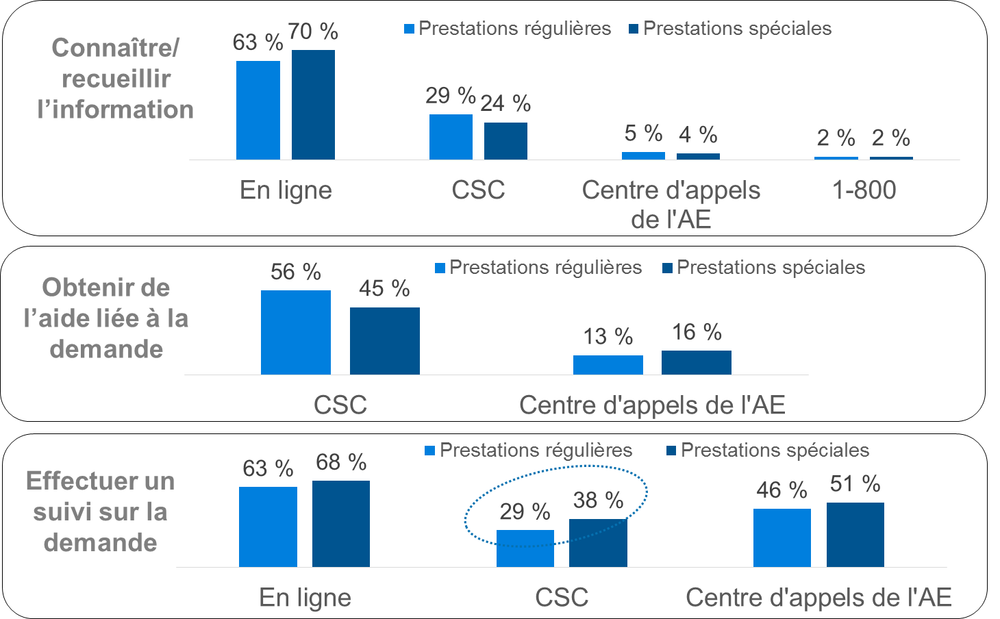 Connaître/
recueillir
l’information
Prestations régulières
Prestations spéciales
63 %
70 %
29 %
24 %
5 %
4 %
2 %
2 %
En ligne
CSC
Centre d'appels
de l'AE
1-800
Obtenir de
l’aide liée à la
demande
Prestations régulières
Prestations spéciales
56 %
45 %
13 %
16 %
CSC
Centre d'appels de l'AE
Effectuer un
suivi sur la
demande
Prestations régulières
Prestations spéciales
63 %
68 %
29 %
38 %
46 %
51 %
En ligne
CSC
Centre d'appels de l'AE